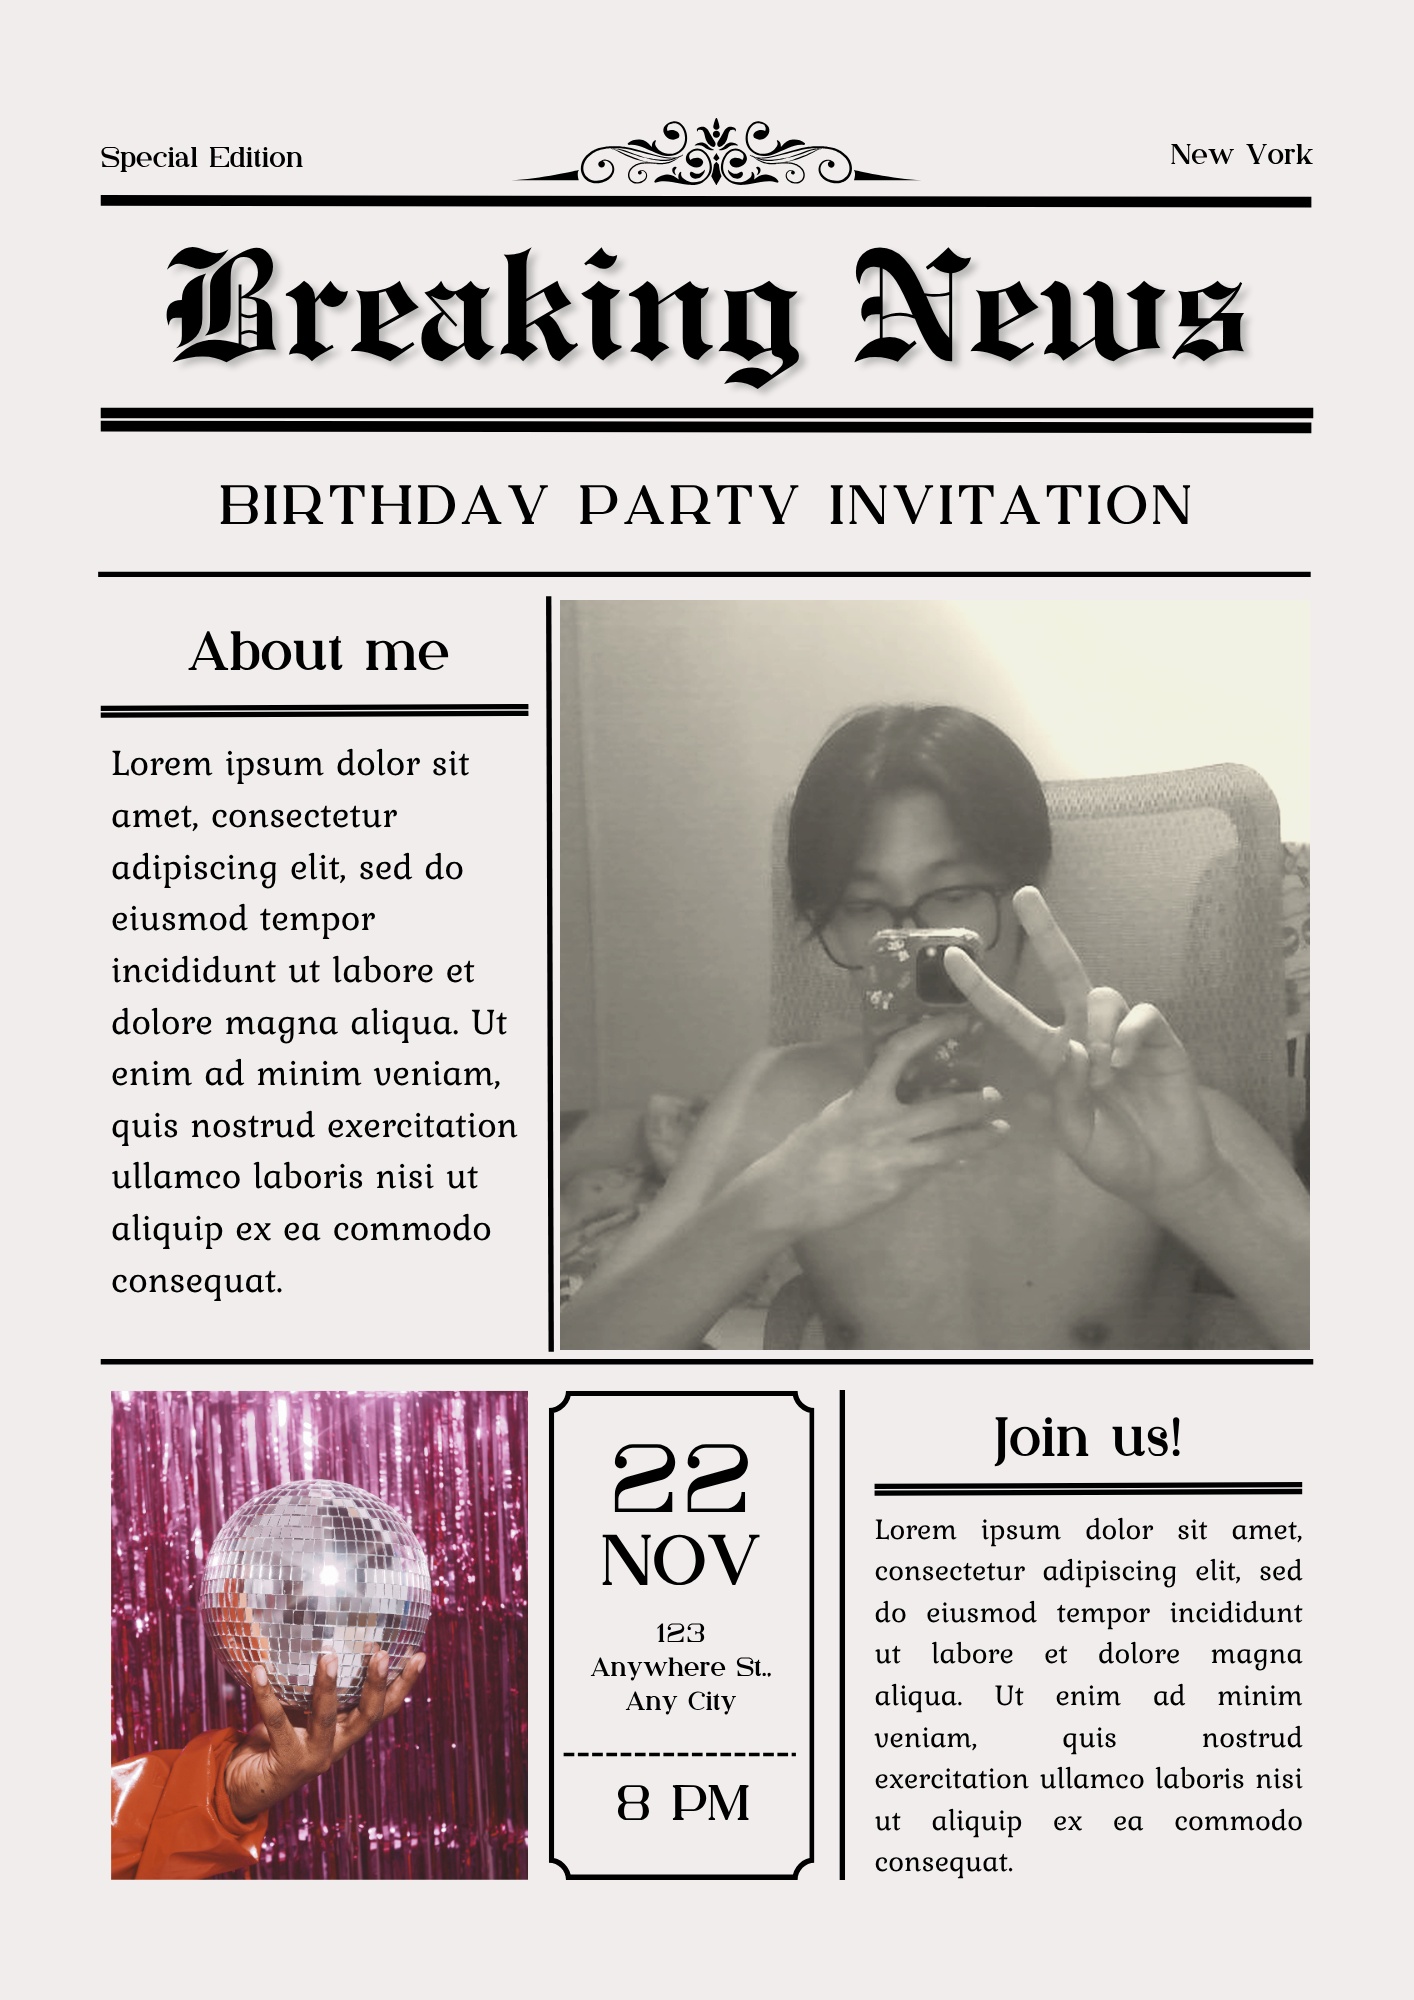 Special Edition
New York
Breaking News
BIRTHDAY PARTY INVITATION
About me
Lorem ipsum dolor sit
amet, consectetur
adipiscing elit, sed do
eiusmod tempor
incididunt ut labore et
dolore magna aliqua. Ut
enim ad minim veniam,
quis nostrud exercitation
ullamco laboris nisi ut
aliquip ex ea commodo
consequat.
22
NOV
123
Anywhere St.,
Any City
8 PM
Join us!
Lorem ipsum dolor sit amet,
consectetur adipiscing elit, sed
do eiusmod tempor incididunt
ut labore et dolore magna
aliqua. Ut enim ad minim
veniam, quis nostrud
exercitation ullamco laboris nisi
ut aliquip ex ea commodo
consequat.